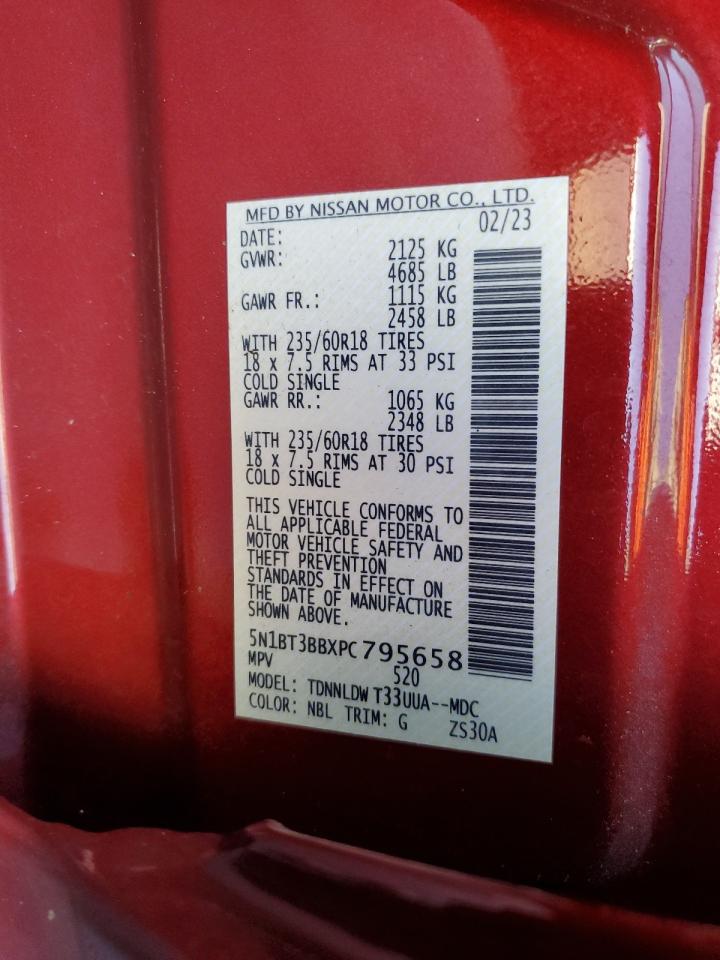 MFD BY NISSAN MOTOR CO., LTD.
DATE: 02/23
GVWR: 2125 KG
4685 LB
GAWR FR.: 1115 KG
2458 LB
WITH 235/60R18 TIRES
18 x 7.5 RIMS AT 33 PSI
COLD SINGLE
GAWR RR.: 1065 KG
2348 LB
WITH 235/60R18 TIRES
18 x 7.5 RIMS AT 30 PSI
COLD SINGLE
THIS VEHICLE CONFORMS TO
ALL APPLICABLE FEDERAL
MOTOR VEHICLE SAFETY AND
THEFT PREVENTION
STANDARDS IN EFFECT ON
THE DATE OF MANUFACTURE
SHOWN ABOVE.
5N1BT3BBXPC795658
MPV 520
MODEL: TDNNLDW T33UUA--MDC
COLOR: NBL TRIM: G ZS30A